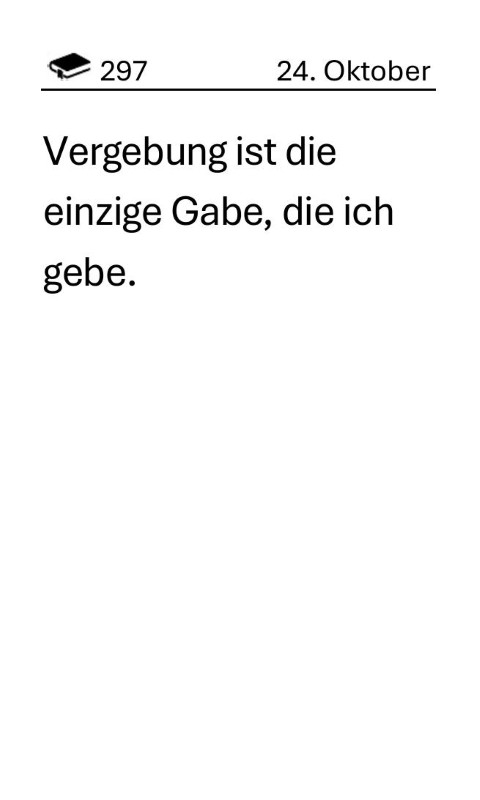 297 24. Oktober
Vergebung ist die
einzige Gabe, die ich
gebe.